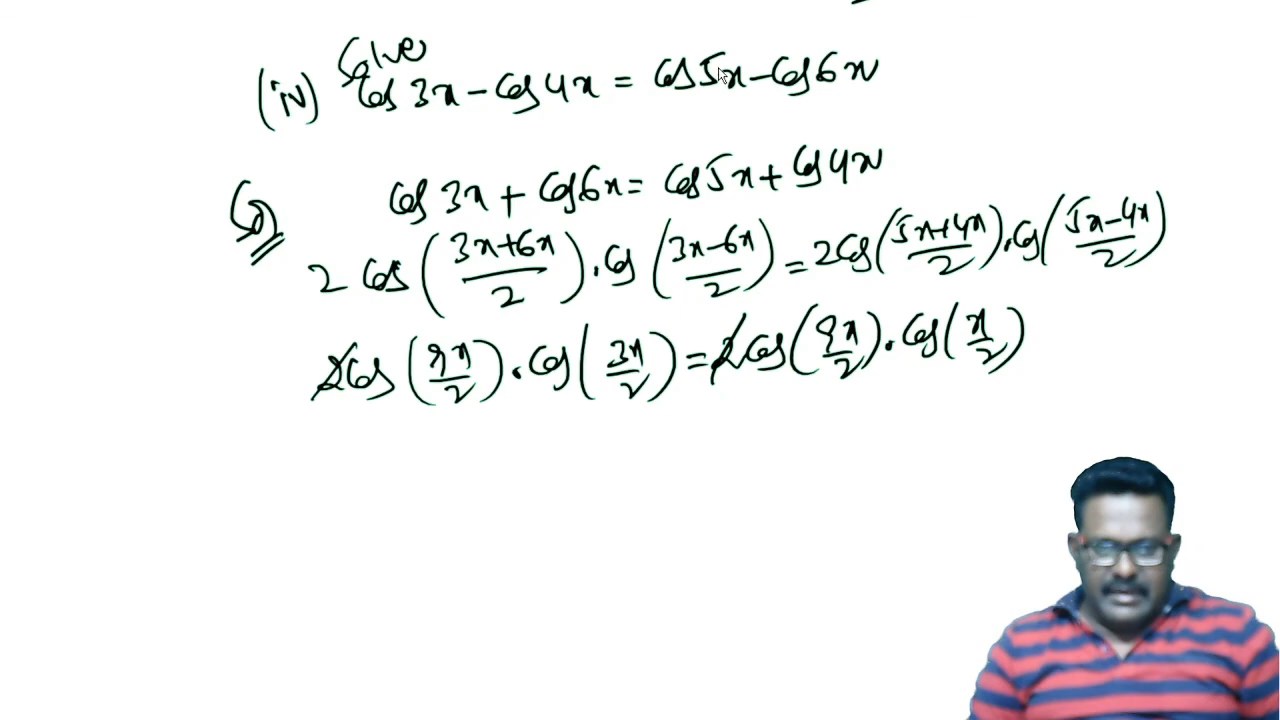 Solve
(iv) Cos 3x - Cos 4x = Cos 5x - Cos 6x
Cos 3x + Cos 6x = Cos 5x + Cos 4x
2 Cos (3x+6x/2) . Cos (3x-6x/2) = 2 Cos (5x+4x/2) . Cos (5x-4x/2)
2 Cos (9x/2) . Cos (3x/2) = 2 Cos (9x/2) . Cos (x/2)